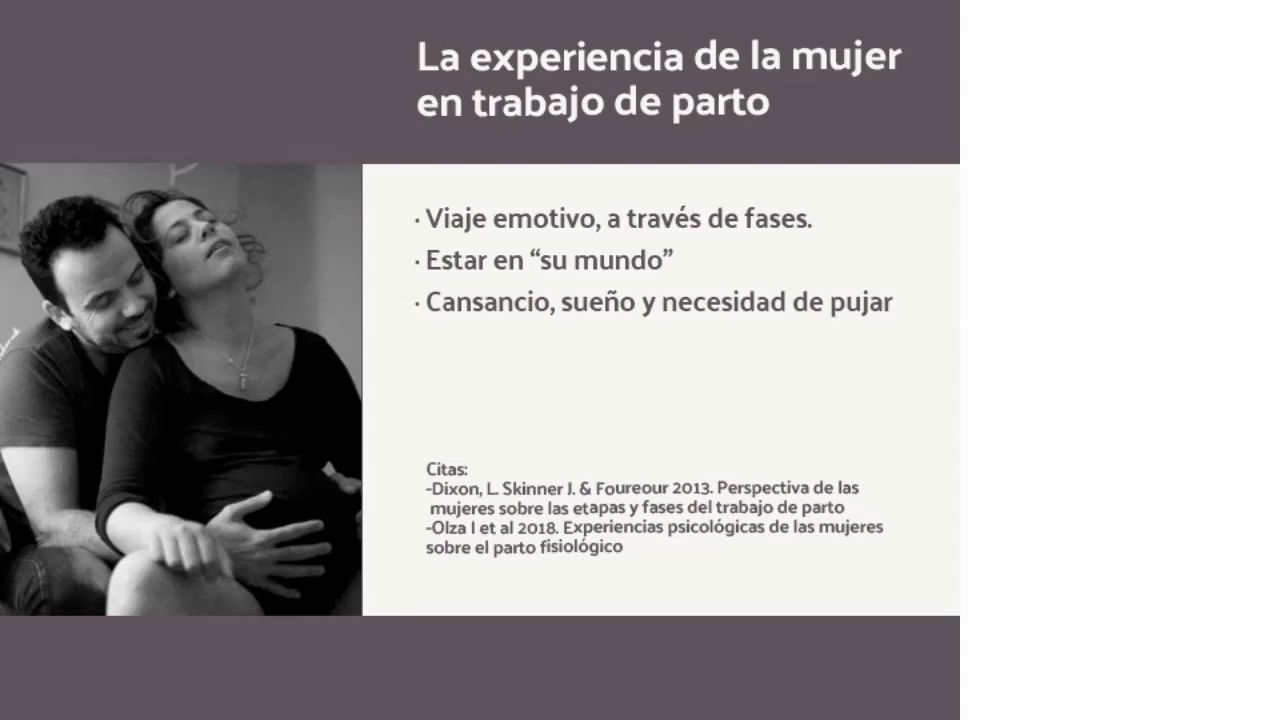 La experiencia de la mujer
en trabajo de parto
· Viaje emotivo, a través de fases.
· Estar en “su mundo”
· Cansancio, sueño y necesidad de pujar
Citas:
-Dixon, L. Skinner J. & Foureour 2013. Perspectiva de las
mujeres sobre las etapas y fases del trabajo de parto
-Olza I et al 2018. Experiencias psicológicas de las mujeres
sobre el parto fisiológico